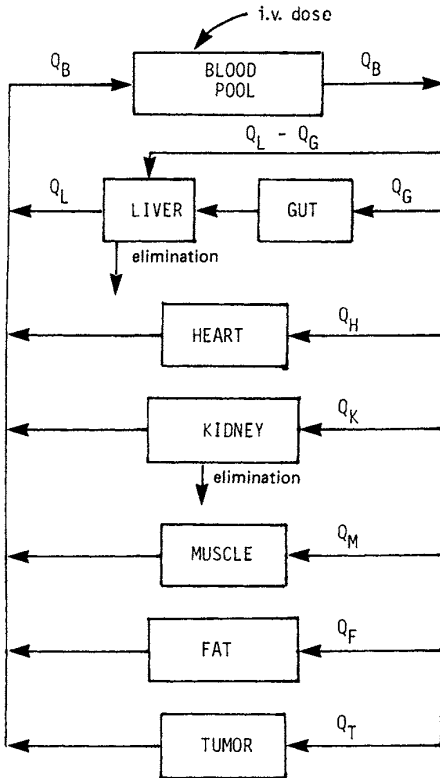 i.v. dose
Q_B
BLOOD
POOL
Q_B
Q_L - Q_G
Q_L
LIVER
GUT
Q_G
elimination
HEART
Q_H
KIDNEY
Q_K
elimination
MUSCLE
Q_M
FAT
Q_F
TUMOR
Q_T